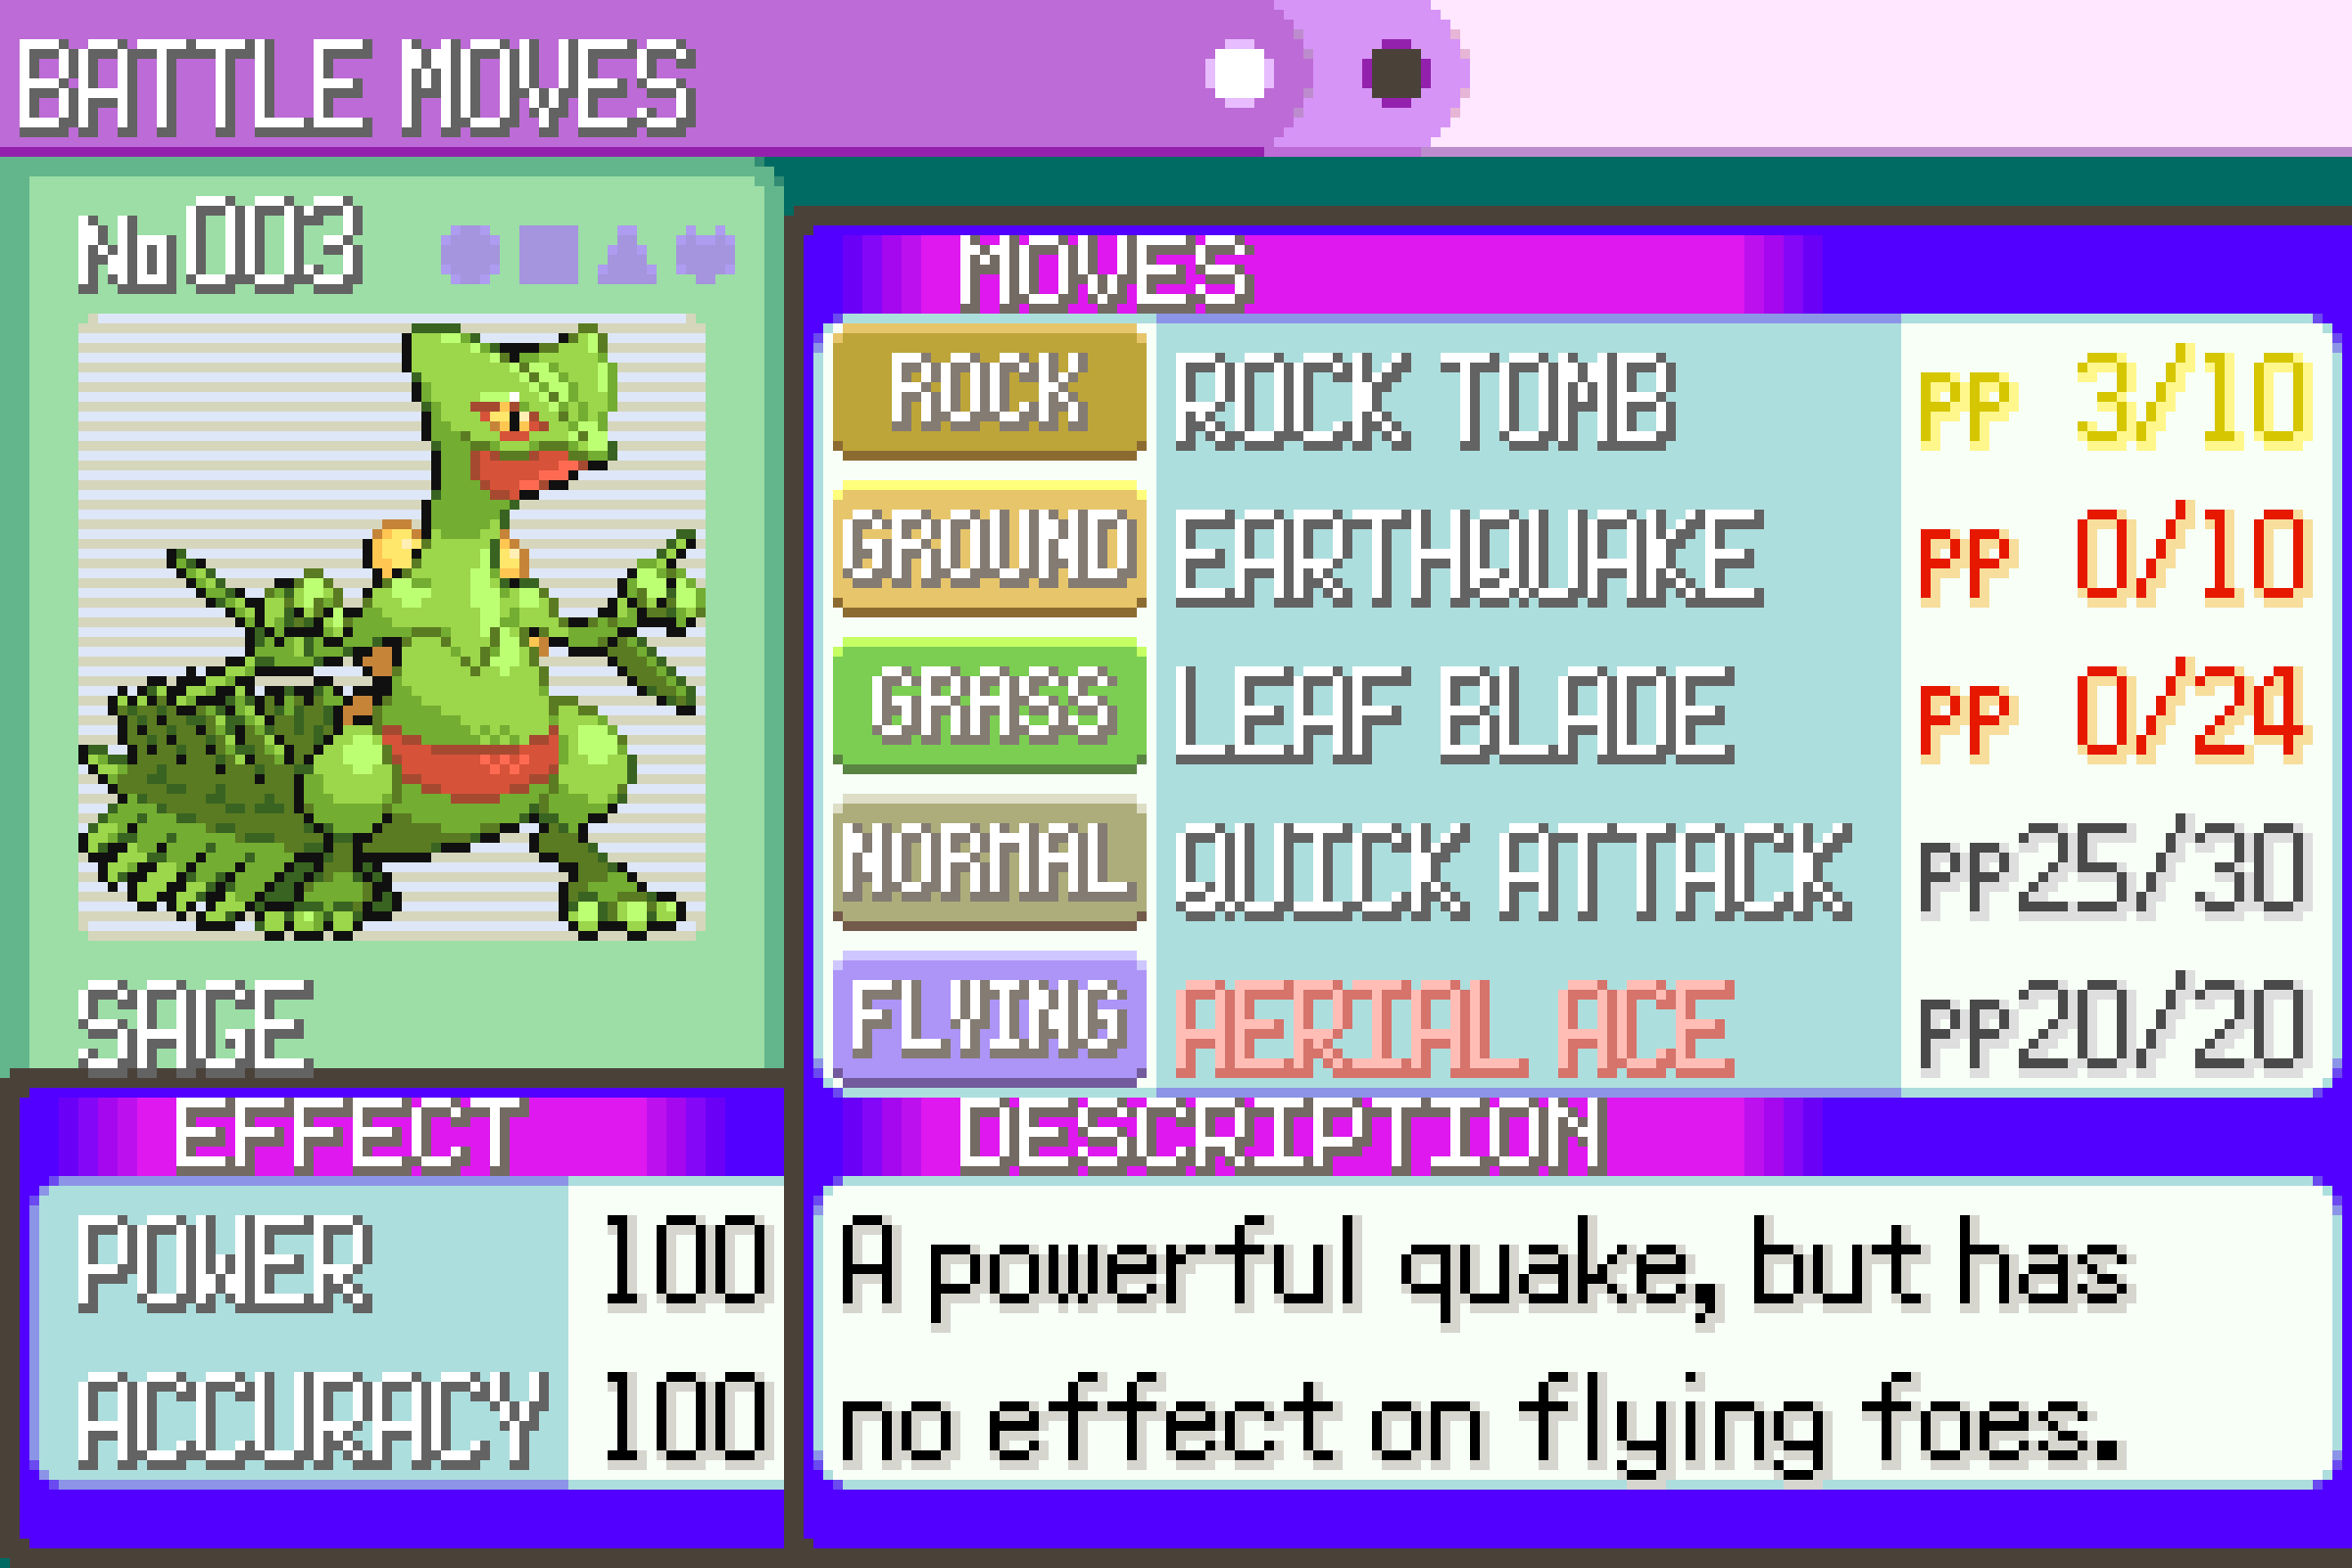 BATTLE MOVES
No003
SAGE
MOVES
ROCK ROCK TOMB PP 3/10
GROUND EARTHQUAKE PP 0/10
GRASS LEAF BLADE PP 0/24
NORMAL QUICK ATTACK PP25/30
FLYING AERIAL ACE PP20/20
EFFECT
POWER 100
ACCURACY 100
DESCRIPTION
A powerful quake, but has
no effect on flying foes.